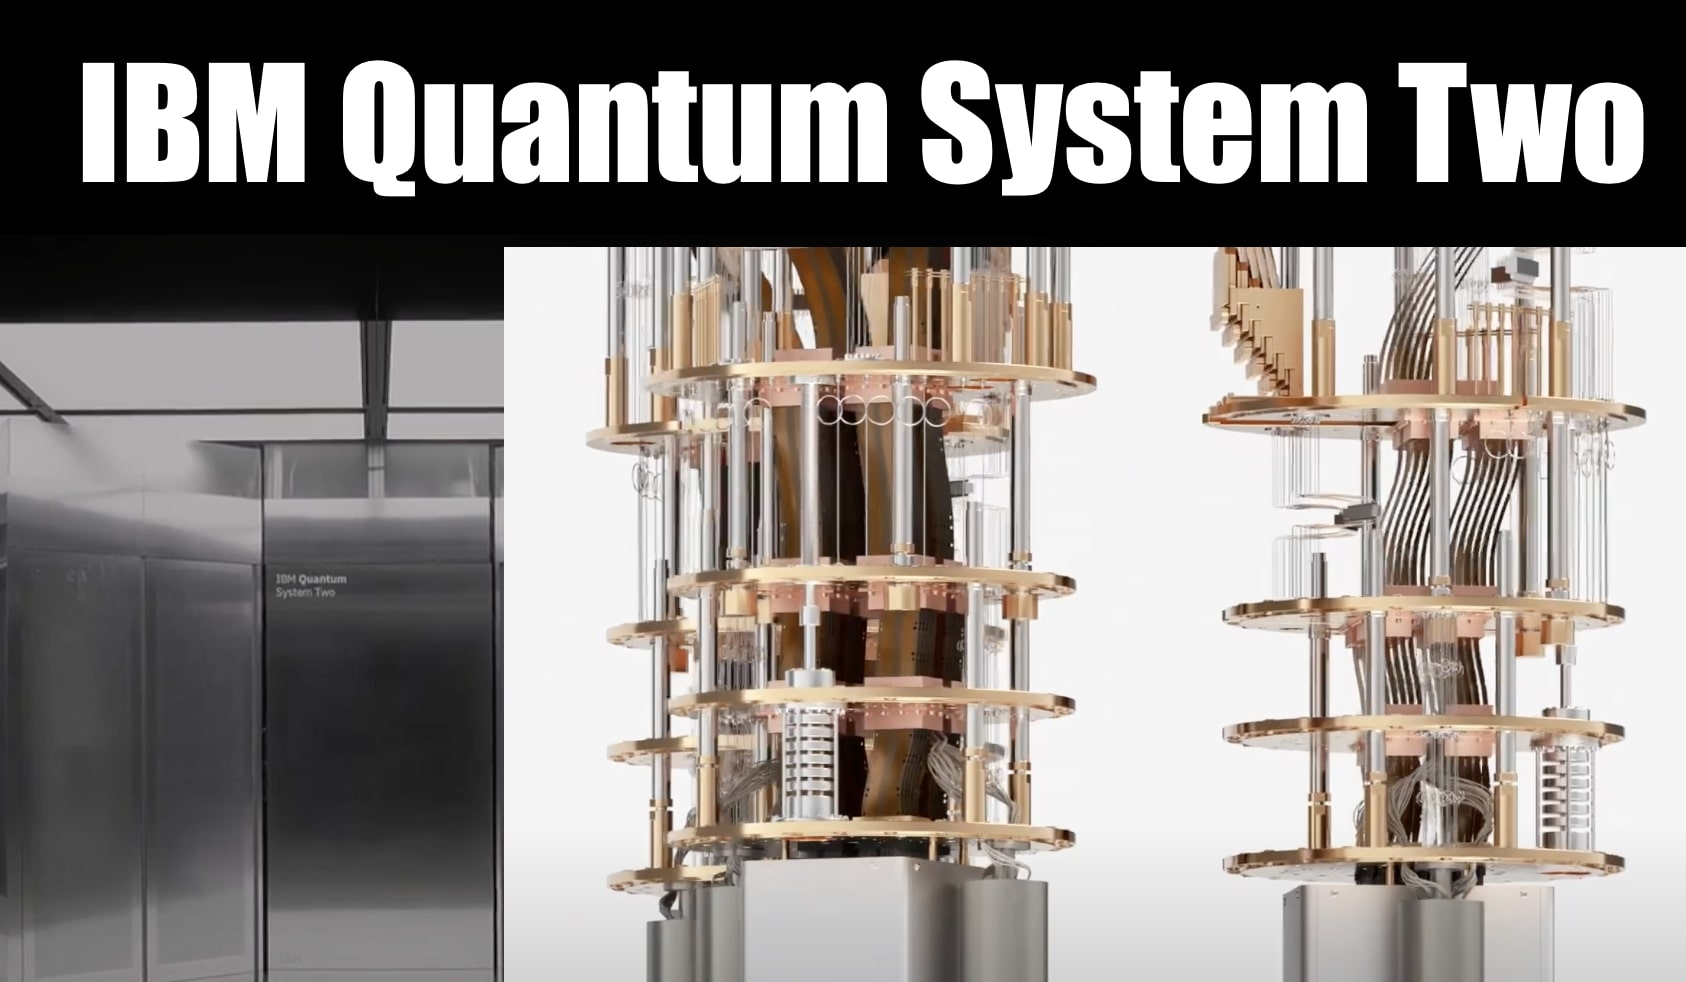 IBM Quantum System Two
IBM Quantum
System Two